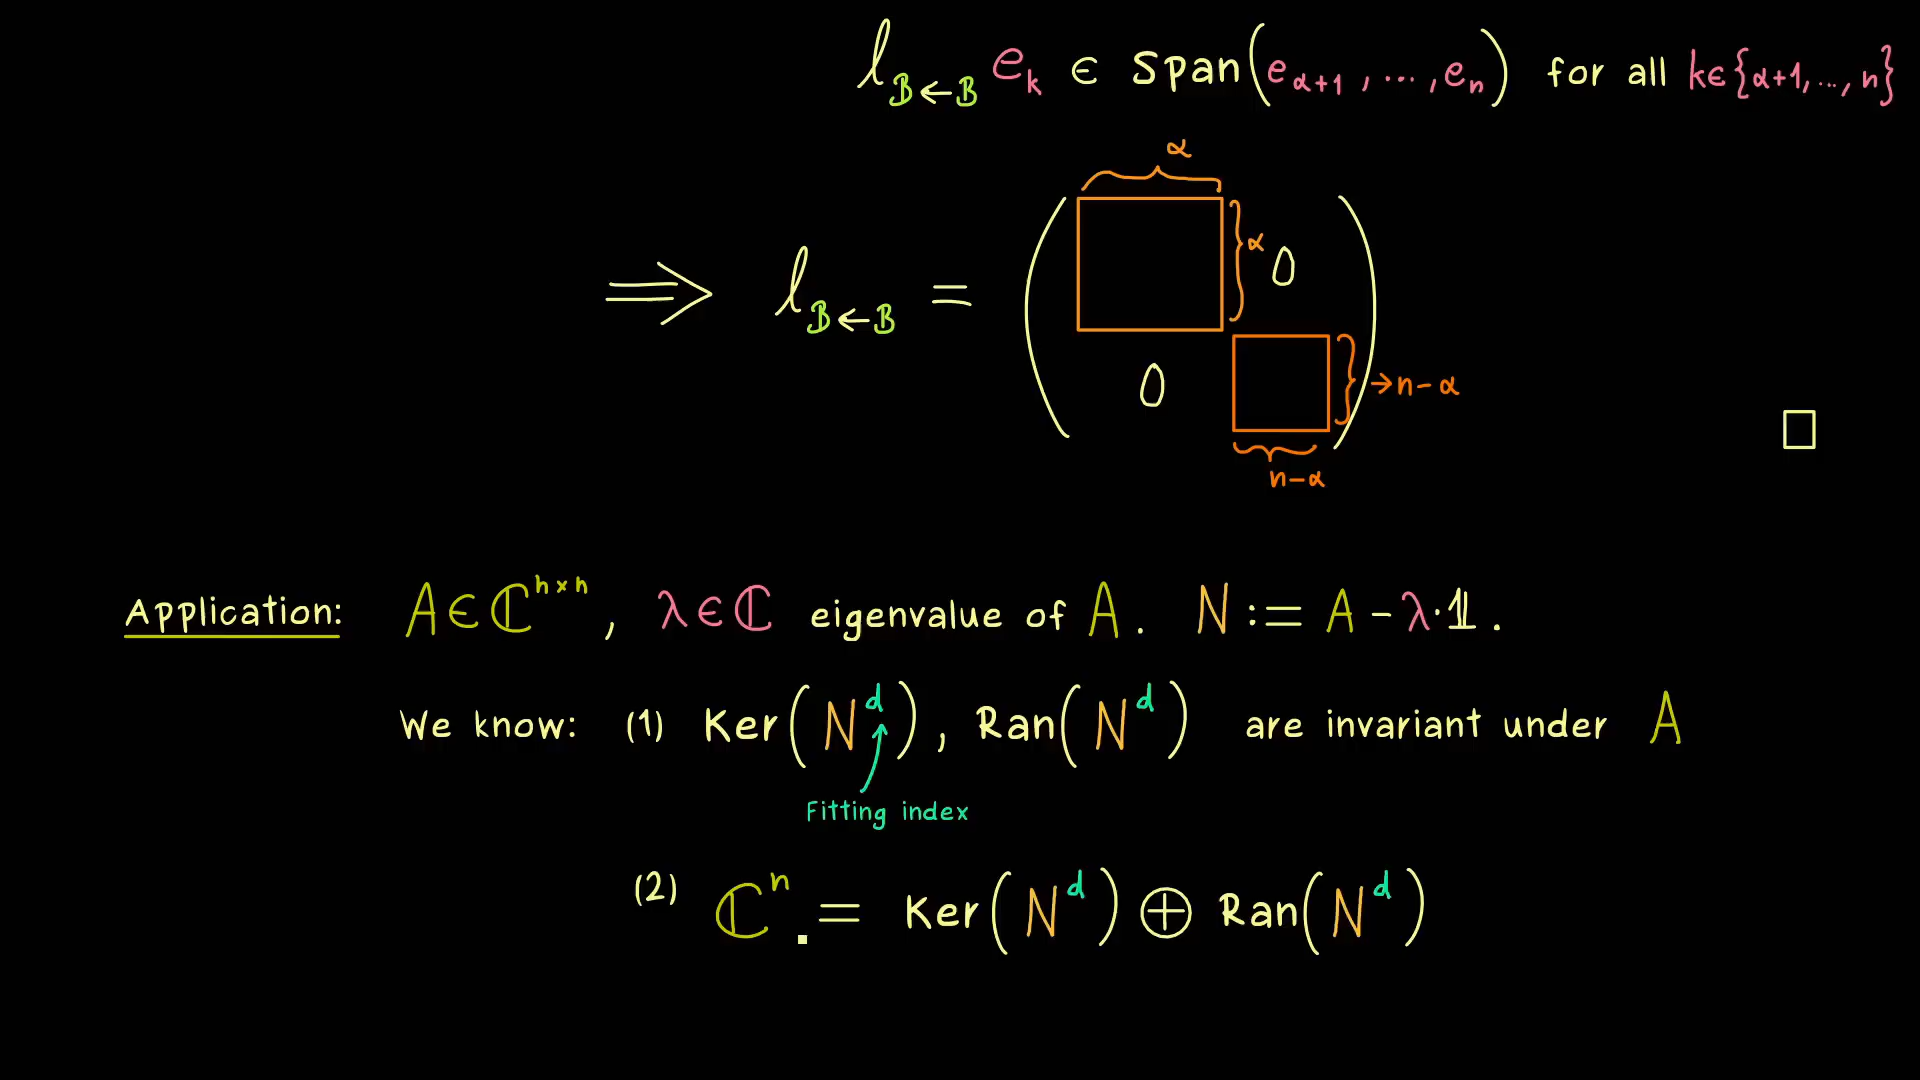 ℓ_{B←B} e_k ∈ Span(e_{α+1}, ..., e_n) for all k∈{α+1,...,n}
α
⟹ ℓ_{B←B} = ( α 0
0 ) → n-α
n-α
□
Application: A∈ℂ^{n×n}, λ∈ℂ eigenvalue of A. N := A - λ·𝟙.
We know: (1) Ker(N^d), Ran(N^d) are invariant under A
Fitting index
(2) ℂ^n = Ker(N^d) ⊕ Ran(N^d)